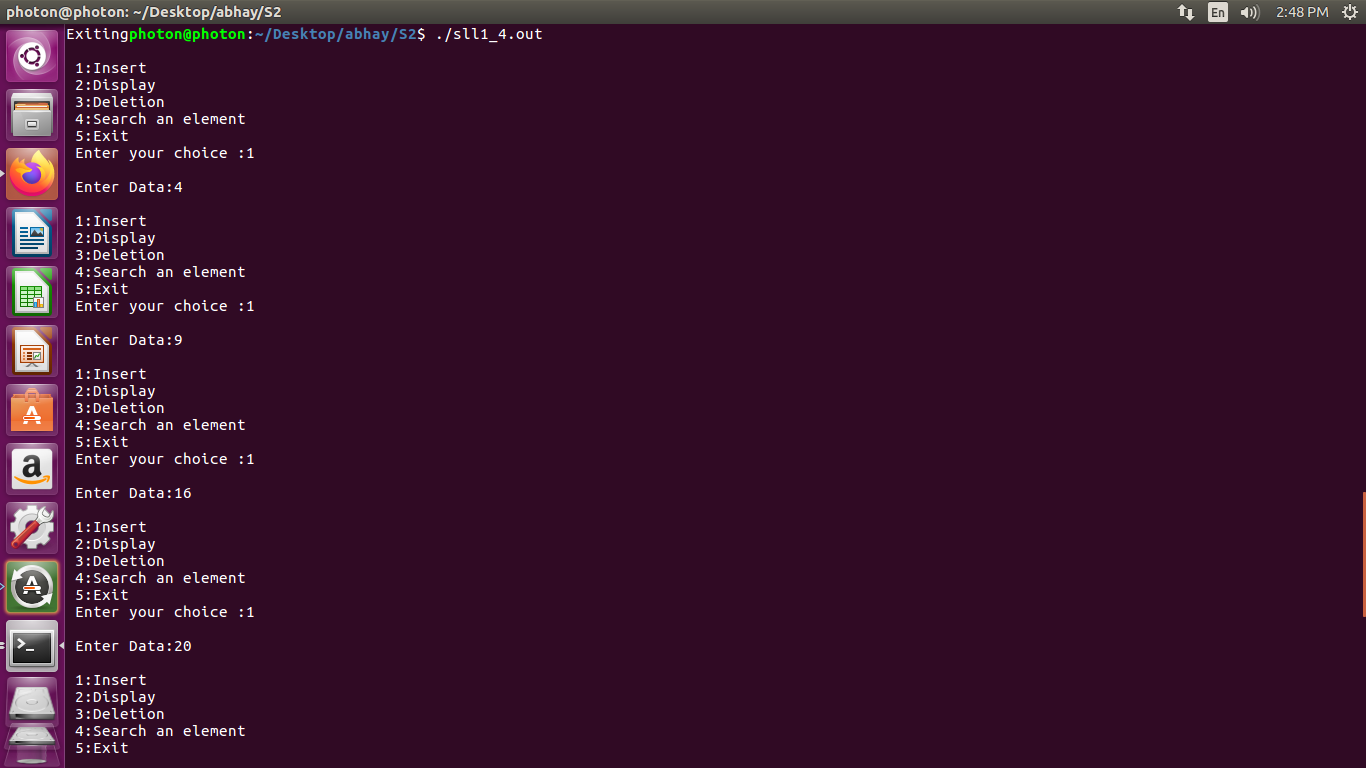 photon@photon: ~/Desktop/abhay/S2
En
2:48 PM
Exitingphoton@photon:~/Desktop/abhay/S2$ ./sll1_4.out
1:Insert
2:Display
3:Deletion
4:Search an element
5:Exit
Enter your choice :1
Enter Data:4
1:Insert
2:Display
3:Deletion
4:Search an element
5:Exit
Enter your choice :1
Enter Data:9
1:Insert
2:Display
3:Deletion
4:Search an element
5:Exit
Enter your choice :1
Enter Data:16
1:Insert
2:Display
3:Deletion
4:Search an element
5:Exit
Enter your choice :1
Enter Data:20
1:Insert
2:Display
3:Deletion
4:Search an element
5:Exit